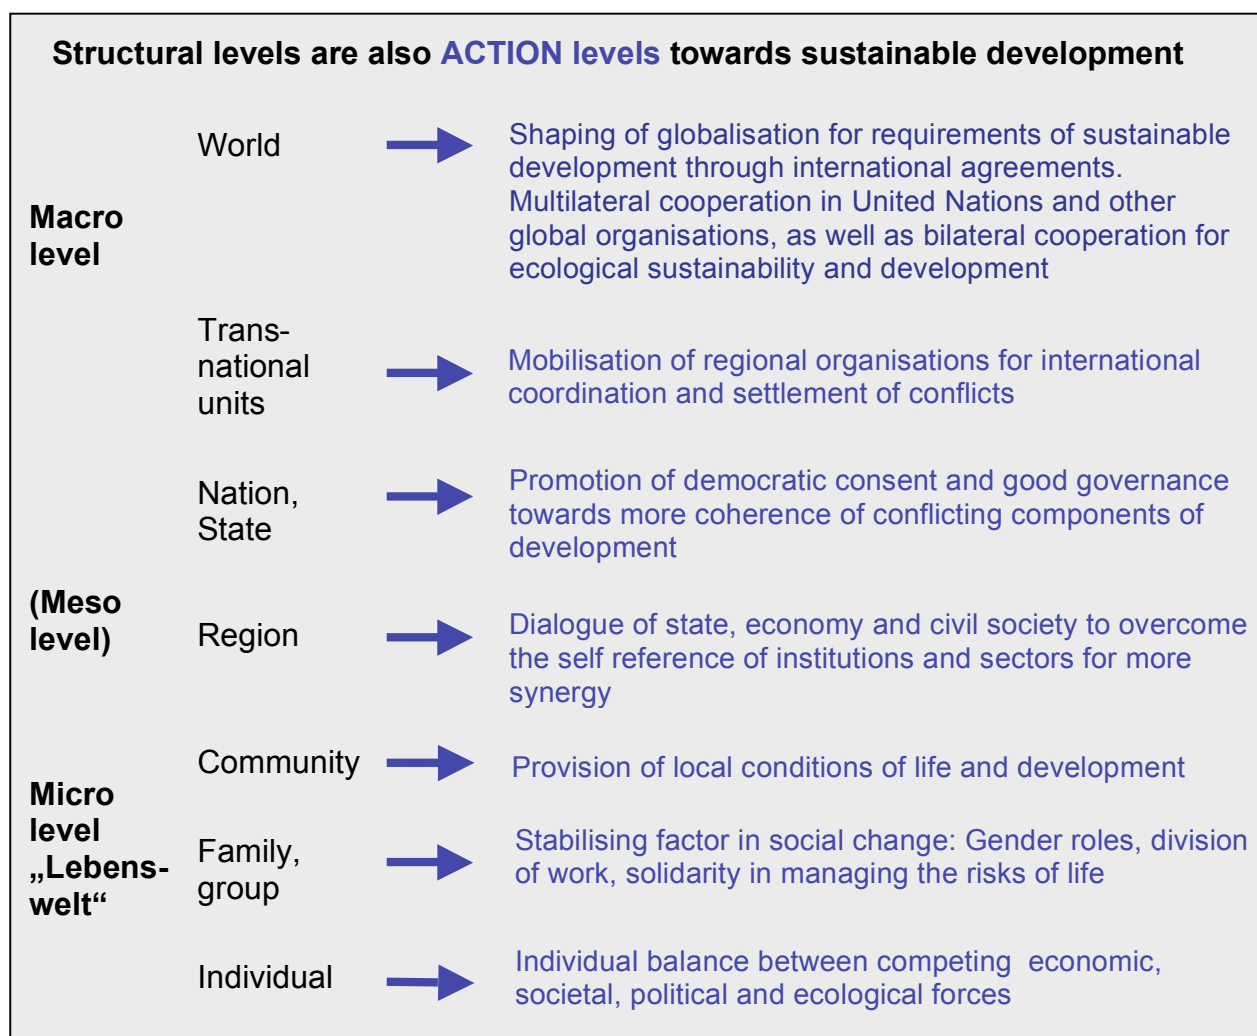 Structural levels are also ACTION levels towards sustainable development
World
Shaping of globalisation for requirements of sustainable
development through international agreements.
Multilateral cooperation in United Nations and other
global organisations, as well as bilateral cooperation for
ecological sustainability and development
Macro
level
Trans-
national
units
Mobilisation of regional organisations for international
coordination and settlement of conflicts
Nation,
State
Promotion of democratic consent and good governance
towards more coherence of conflicting components of
development
(Meso
level)
Region
Dialogue of state, economy and civil society to overcome
the self reference of institutions and sectors for more
synergy
Community
Provision of local conditions of life and development
Micro
level
„Lebens-
welt“
Family,
group
Stabilising factor in social change: Gender roles, division
of work, solidarity in managing the risks of life
Individual
Individual balance between competing  economic,
societal, political and ecological forces